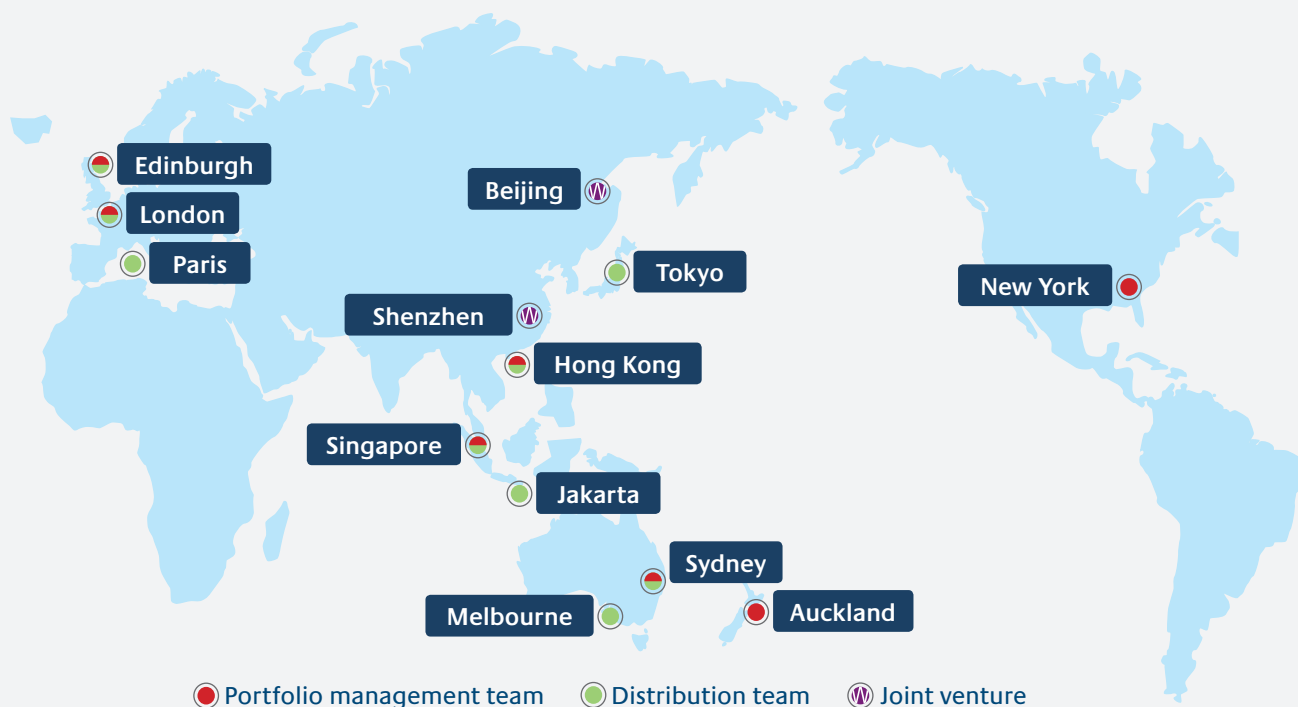 Edinburgh
London
Paris
Beijing
Tokyo
New York
Shenzhen
Hong Kong
Singapore
Jakarta
Sydney
Melbourne
Auckland
Portfolio management team
Distribution team
Joint venture